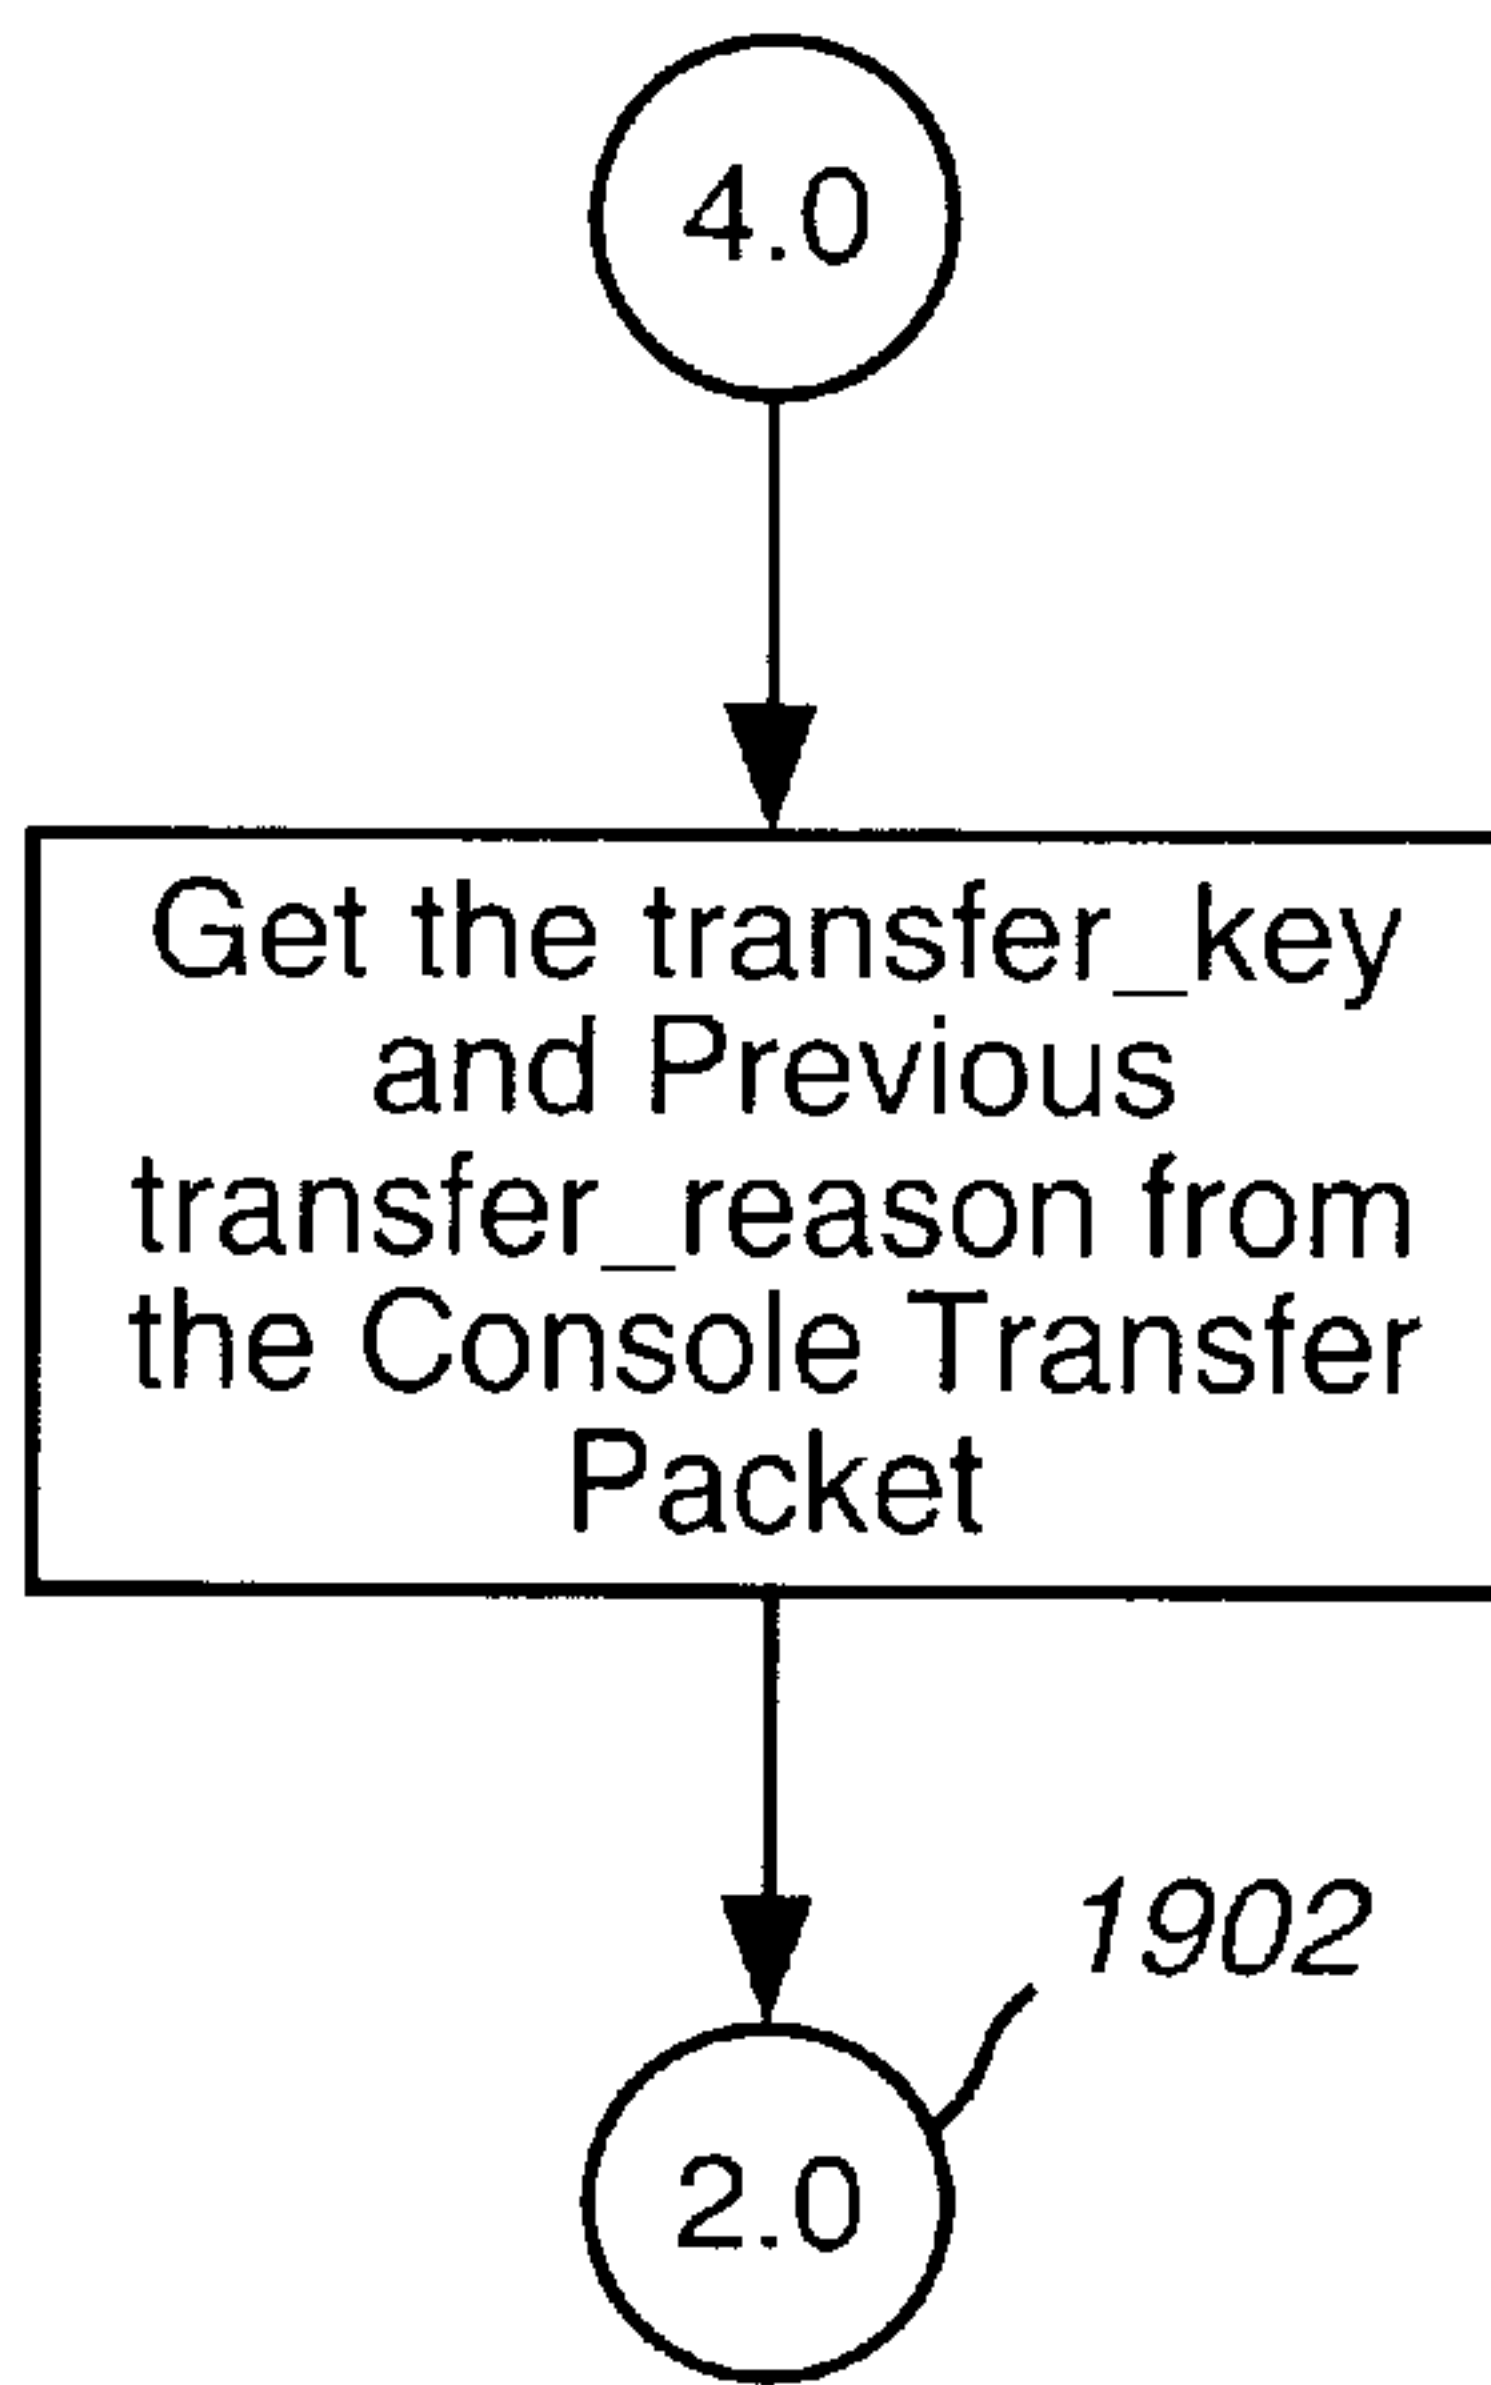 4.0
Get the transfer_key
and Previous
transfer_reason from
the Console Transfer
Packet
1902
2.0